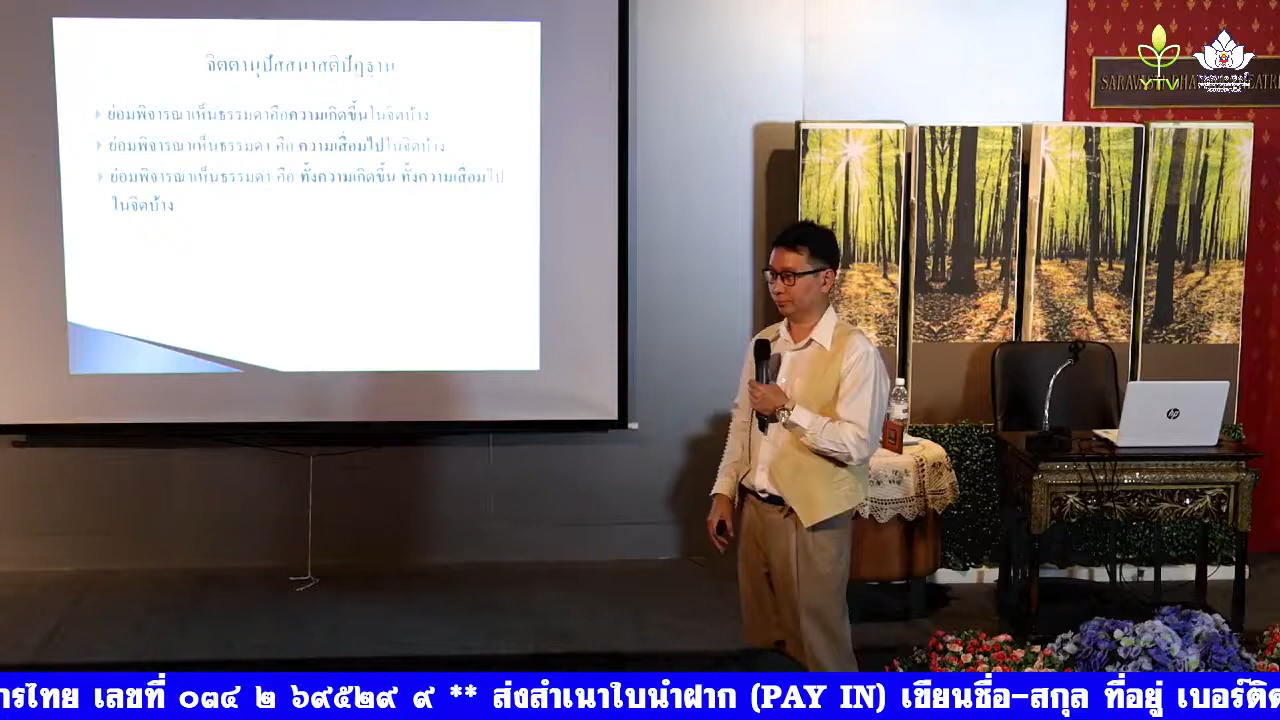 จิตตานุปัสสนาสติปัฏฐาน
ย่อมพิจารณาเห็นธรรมดาคือความเกิดขึ้นในจิตบ้าง
ย่อมพิจารณาเห็นธรรมดา คือ ความเสื่อมไปในจิตบ้าง
ย่อมพิจารณาเห็นธรรมดา คือ ทั้งความเกิดขึ้น ทั้งความเสื่อมไป
ในจิตบ้าง
YTV
hp
ารไทย เลขที่ ๐๓๔ ๒ ๖๙๕๒๙ ๙ ** ส่งสำเนาใบนำฝาก (PAY IN) เขียนชื่อ-สกุล ที่อยู่ เบอร์ติด